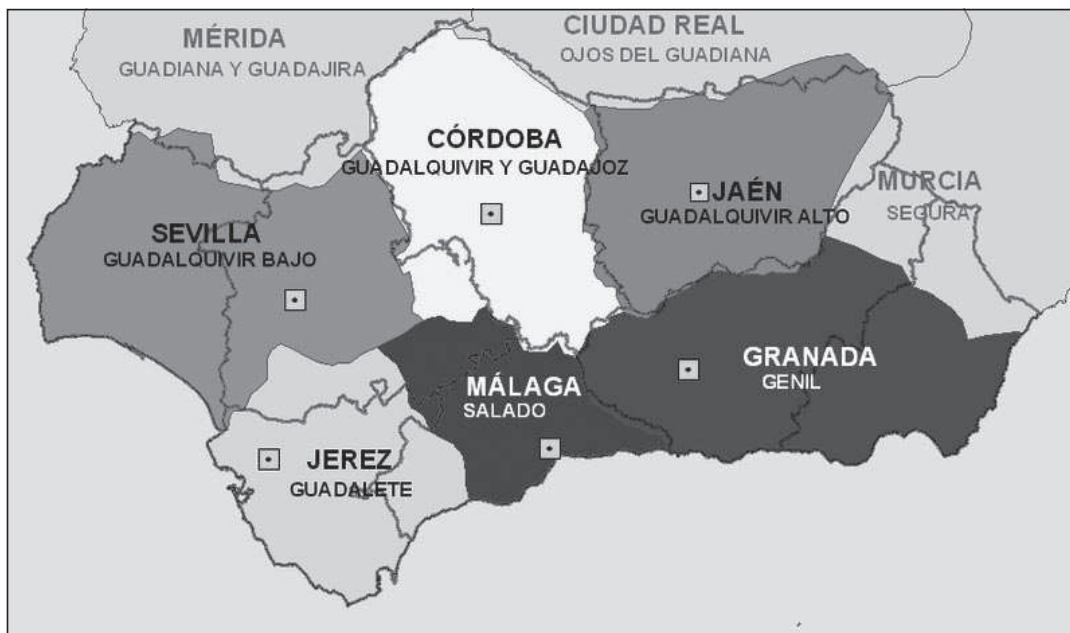 MÉRIDA
GUADIANA Y GUADAJIRA
CIUDAD REAL
OJOS DEL GUADIANA
CÓRDOBA
GUADALQUIVIR Y GUADAJOZ
JAÉN
GUADALQUIVIR ALTO
MURCIA
SEGURA
SEVILLA
GUADALQUIVIR BAJO
MÁLAGA
SALADO
GRANADA
GENIL
JEREZ
GUADALETE